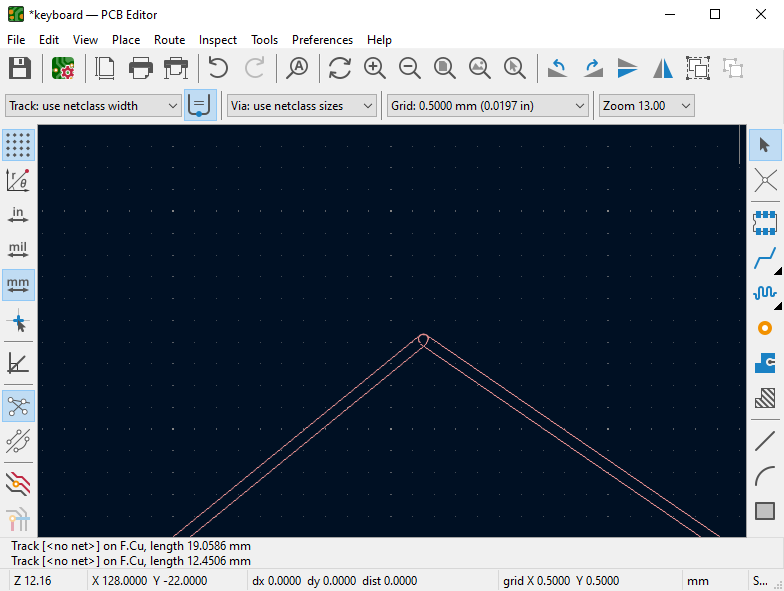 *keyboard — PCB Editor
File Edit View Place Route Inspect Tools Preferences Help
Track: use netclass width Via: use netclass sizes Grid: 0.5000 mm (0.0197 in) Zoom 13.00
in
mil
mm
Track [<no net>] on F.Cu, length 19.0586 mm
Track [<no net>] on F.Cu, length 12.4506 mm
Z 12.16 X 128.0000 Y -22.0000 dx 0.0000 dy 0.0000 dist 0.0000 grid X 0.5000 Y 0.5000 mm S...